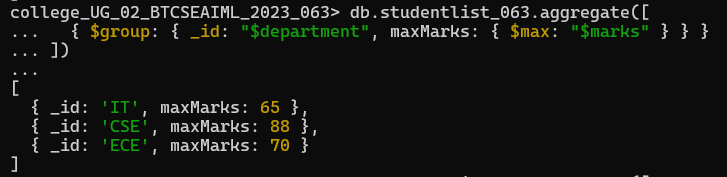 college_UG_02_BTCSEAIML_2023_063> db.studentlist_063.aggregate([
...   { $group: { _id: "$department", maxMarks: { $max: "$marks" } } }
... ])
...
[
  { _id: 'IT', maxMarks: 65 },
  { _id: 'CSE', maxMarks: 88 },
  { _id: 'ECE', maxMarks: 70 }
]